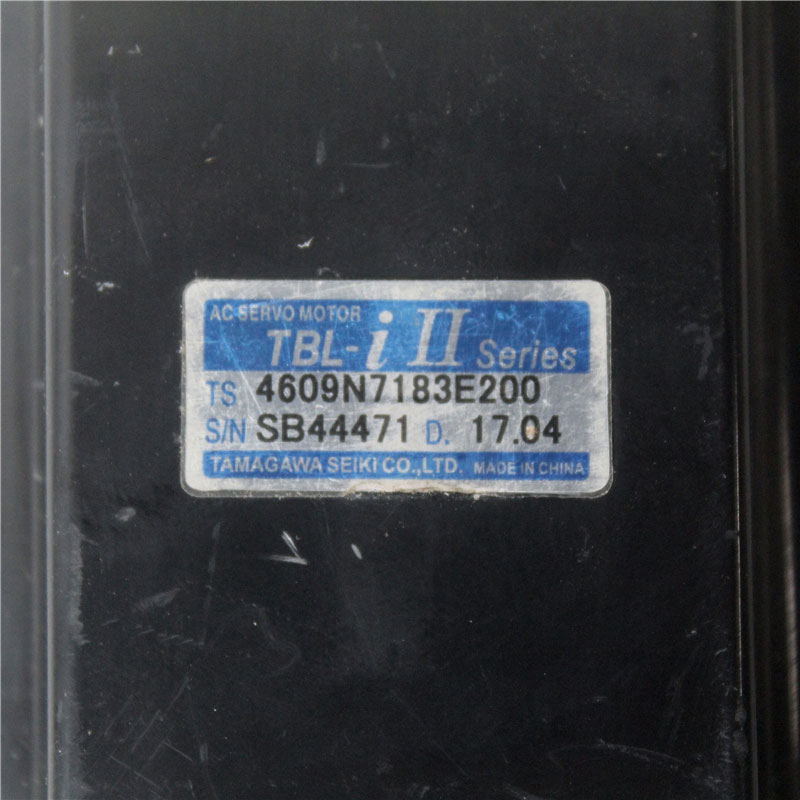 AC SERVO MOTOR
TBL-i II Series
TS 4609N7183E200
S/N SB44471 D. 17.04
TAMAGAWA SEIKI CO.,LTD. MADE IN CHINA